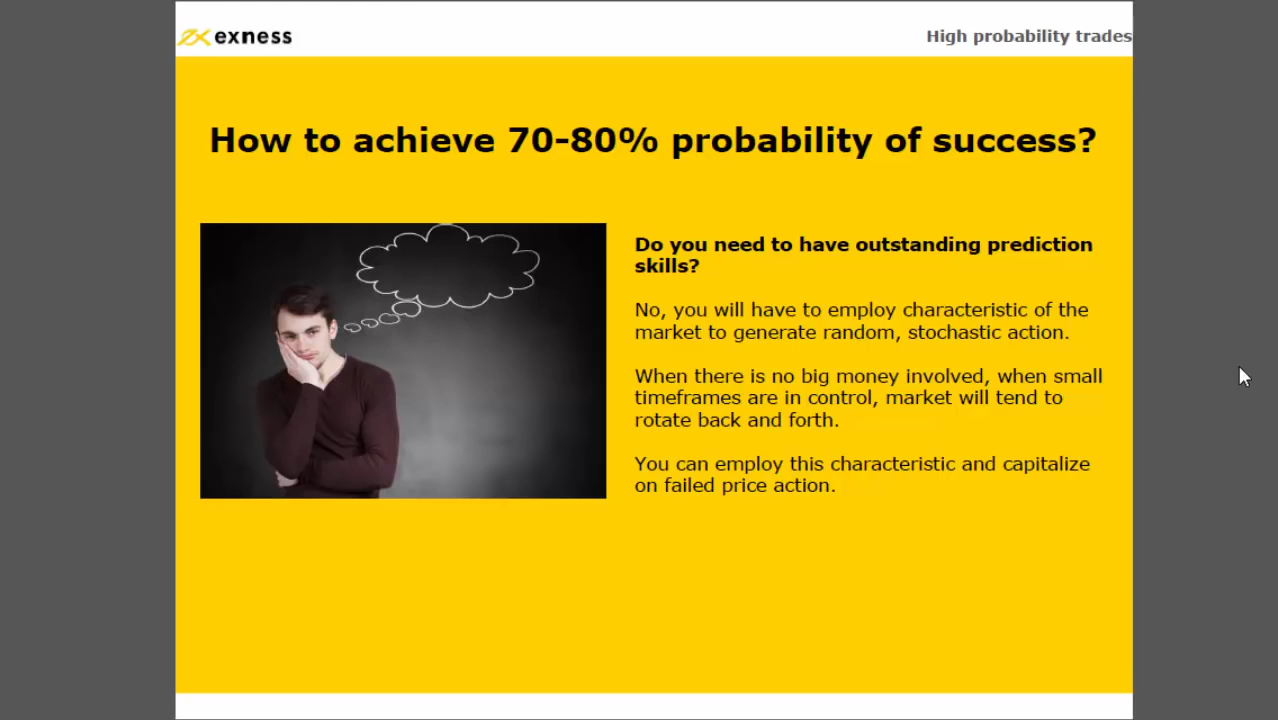 exness
High probability trades
How to achieve 70-80% probability of success?
Do you need to have outstanding prediction
skills?
No, you will have to employ characteristic of the
market to generate random, stochastic action.
When there is no big money involved, when small
timeframes are in control, market will tend to
rotate back and forth.
You can employ this characteristic and capitalize
on failed price action.